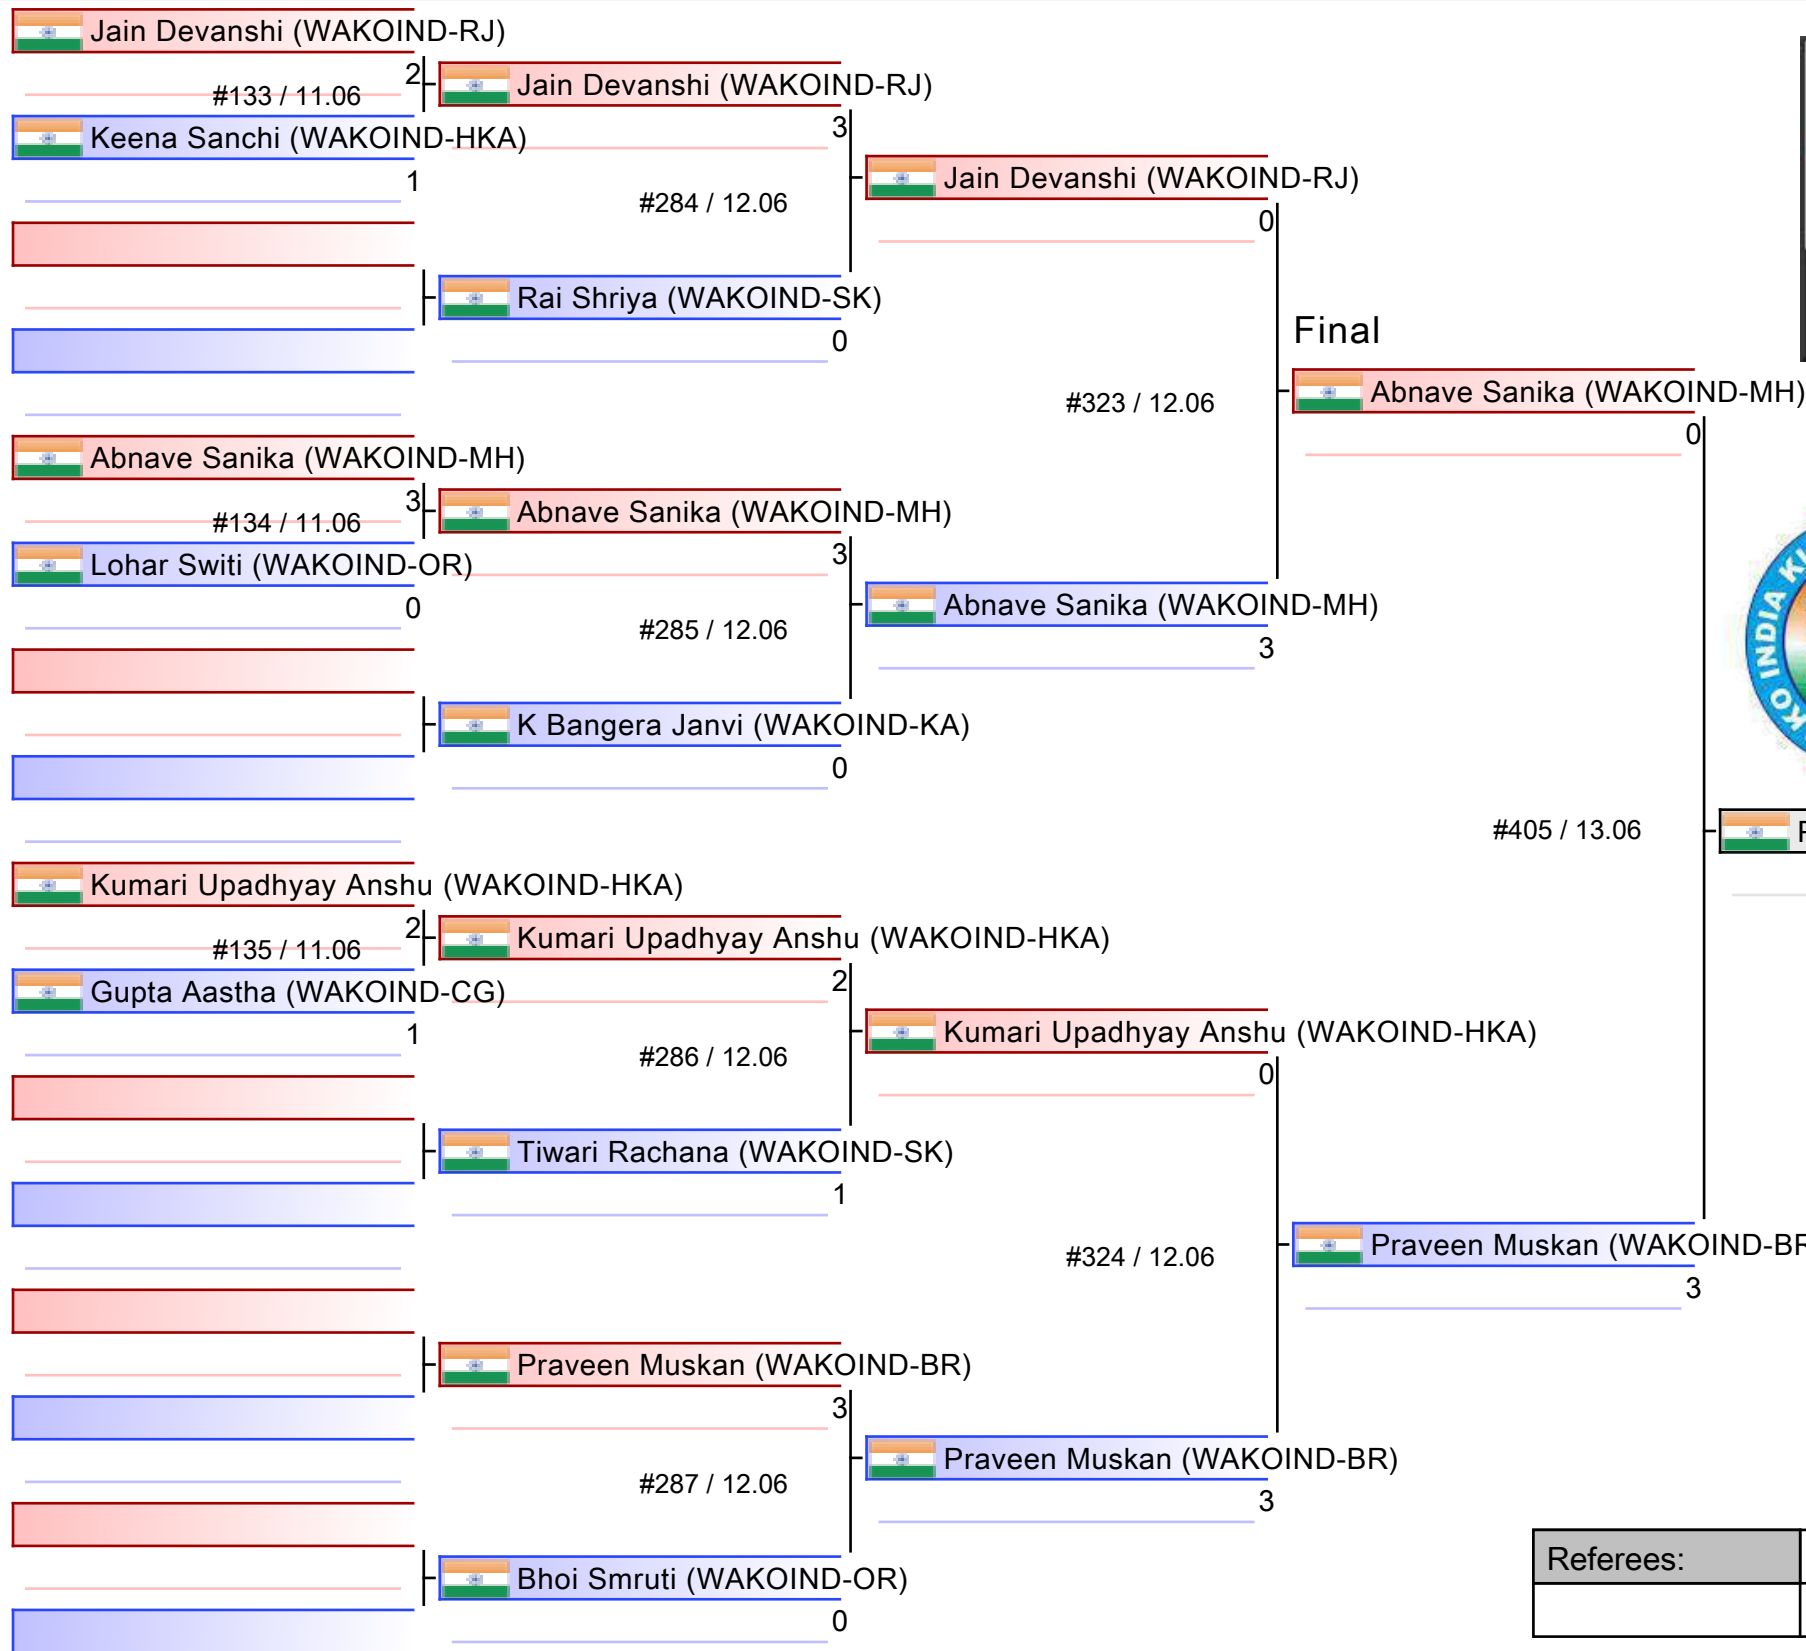 Jain Devanshi (WAKOIND-RJ)
2
#133 / 11.06
Keena Sanchi (WAKOIND-HKA)
1
Abnave Sanika (WAKOIND-MH)
3
#134 / 11.06
Lohar Switi (WAKOIND-OR)
0
Kumari Upadhyay Anshu (WAKOIND-HKA)
2
#135 / 11.06
Gupta Aastha (WAKOIND-CG)
1
Jain Devanshi (WAKOIND-RJ)
3
#284 / 12.06
Rai Shriya (WAKOIND-SK)
0
Abnave Sanika (WAKOIND-MH)
3
#285 / 12.06
K Bangera Janvi (WAKOIND-KA)
0
Kumari Upadhyay Anshu (WAKOIND-HKA)
2
#286 / 12.06
Tiwari Rachana (WAKOIND-SK)
1
Praveen Muskan (WAKOIND-BR)
3
#287 / 12.06
Bhoi Smruti (WAKOIND-OR)
0
Jain Devanshi (WAKOIND-RJ)
0
#323 / 12.06
Abnave Sanika (WAKOIND-MH)
3
Kumari Upadhyay Anshu (WAKOIND-HKA)
0
#324 / 12.06
Praveen Muskan (WAKOIND-BR)
3
Final
Abnave Sanika (WAKOIND-MH)
0
#405 / 13.06
Praveen Muskan (WAKOIND-BR
3
INDIA
Referees: